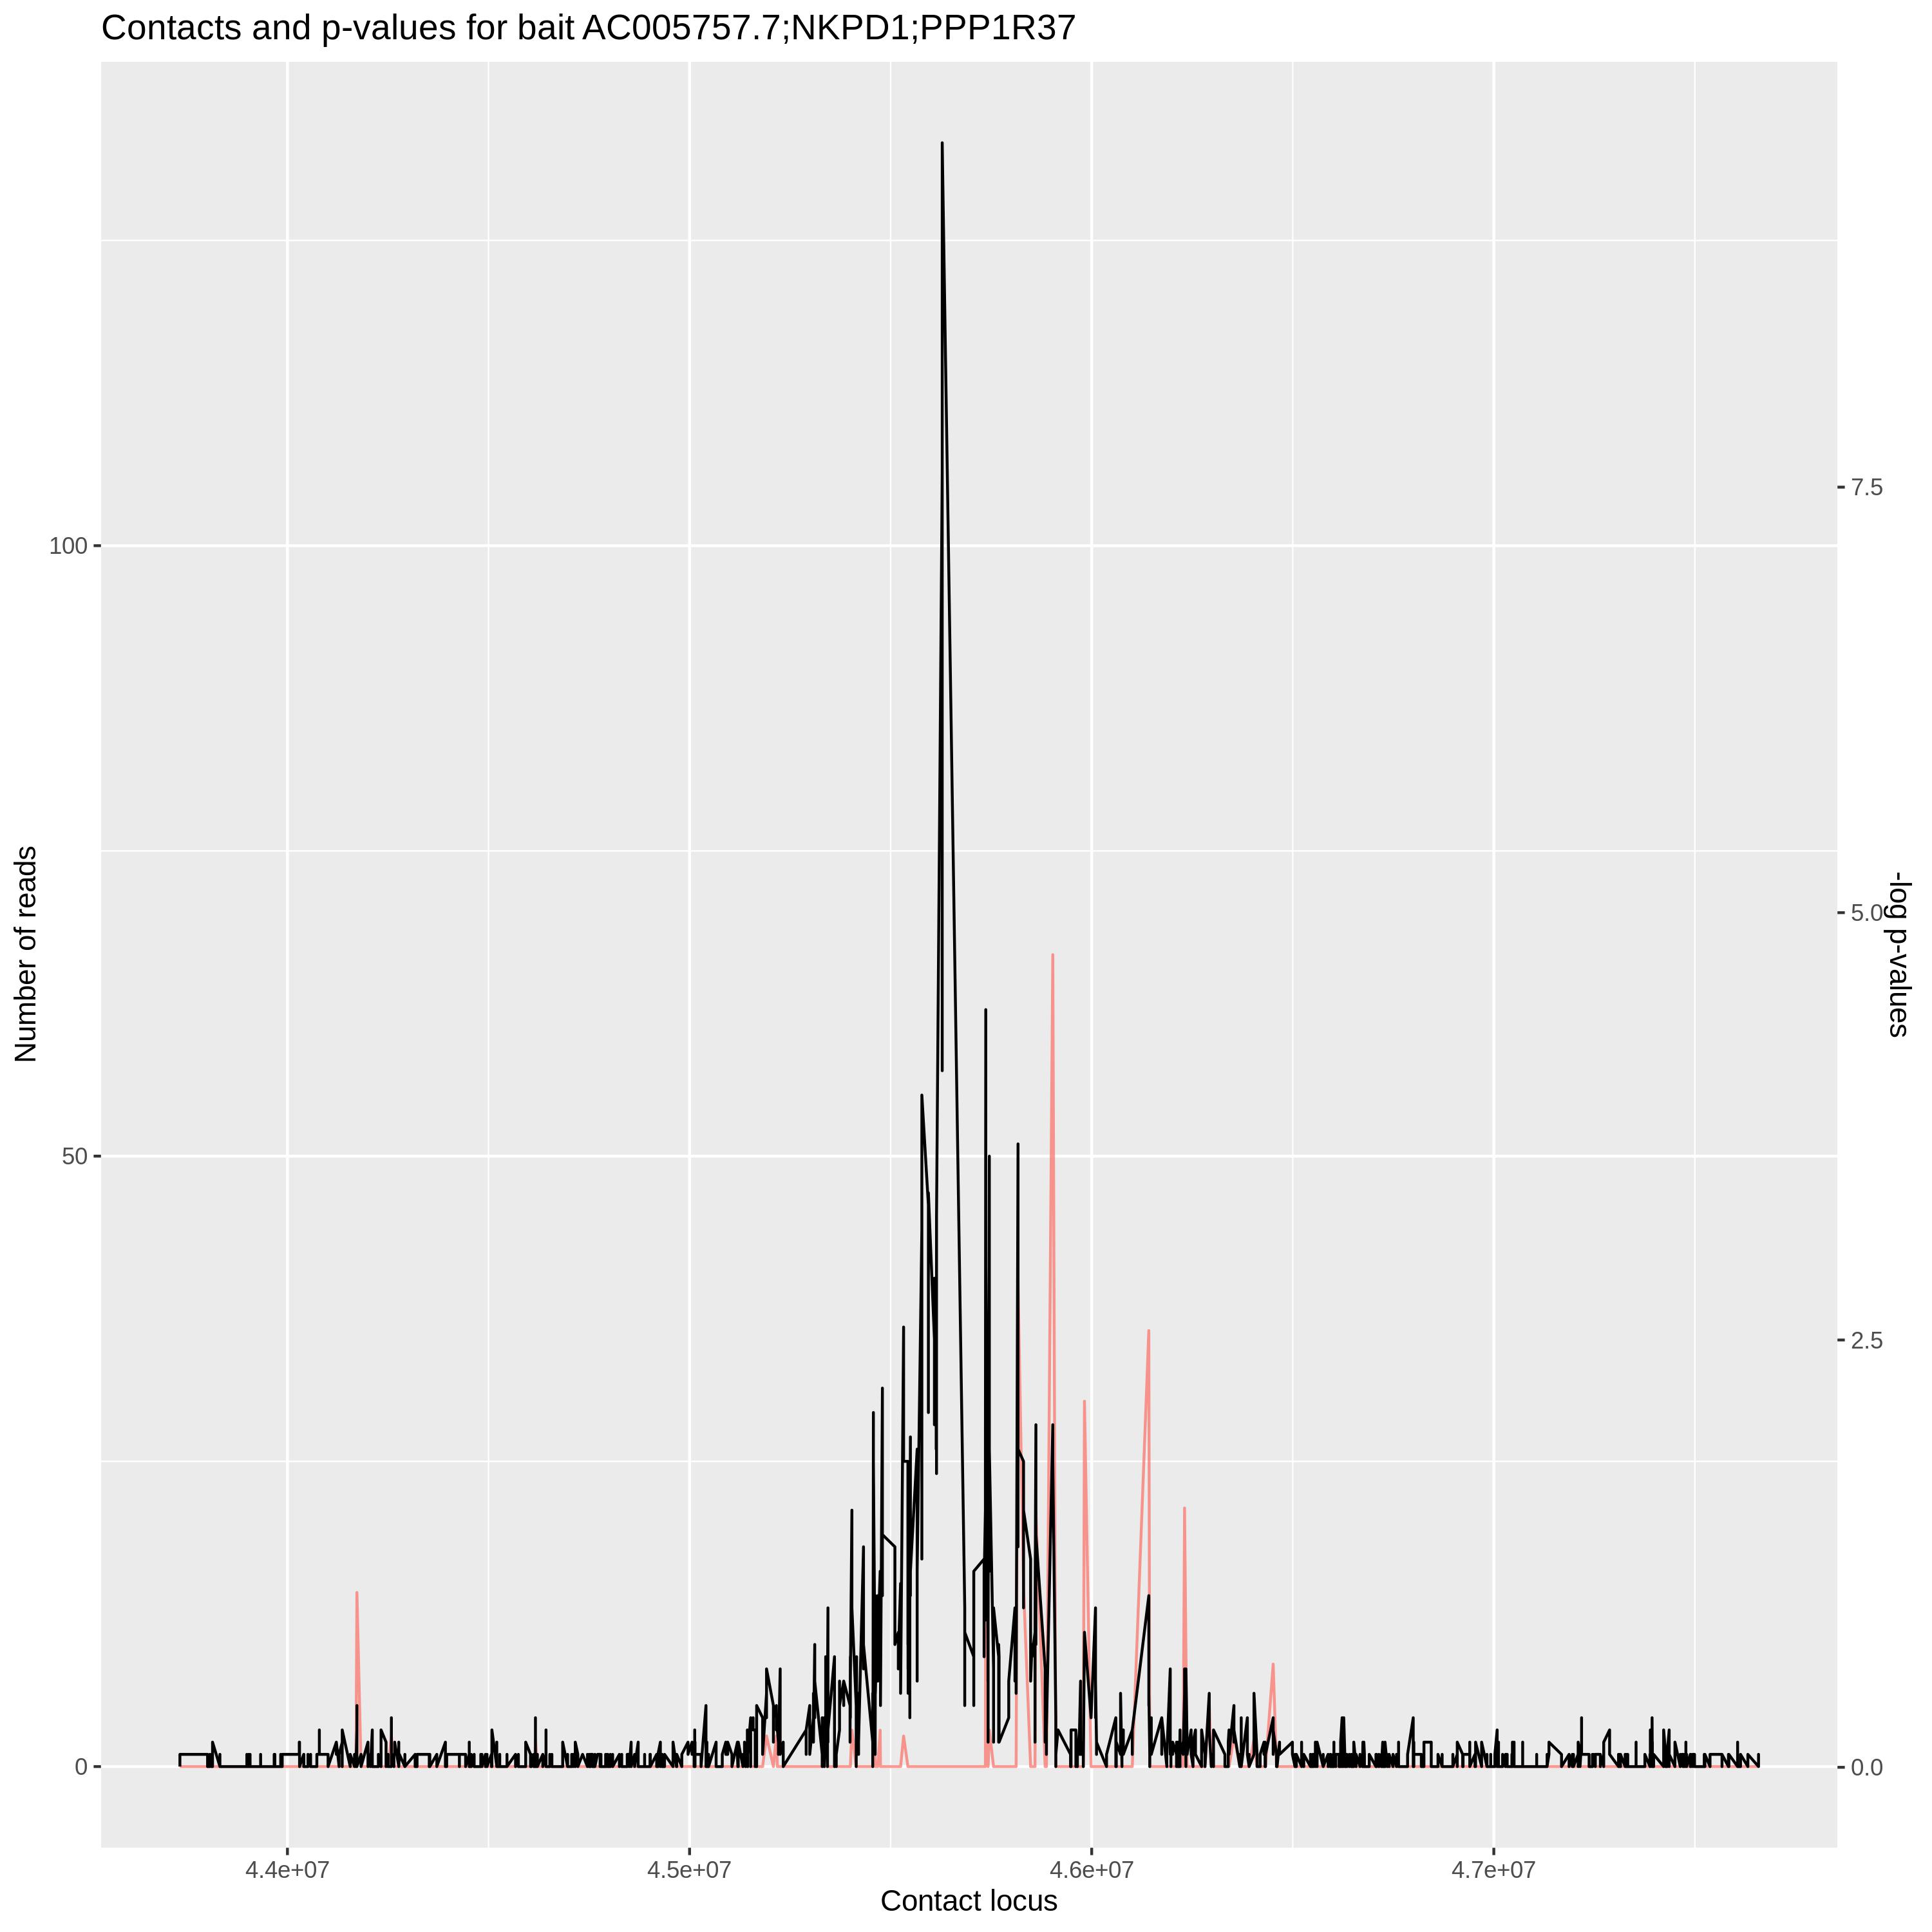 Contacts and p-values for bait AC005757.7;NKPD1;PPP1R37
Number of reads
100
50
0
7.5
5.0
2.5
0.0
-log p-values
4.4e+07
4.5e+07
4.6e+07
4.7e+07
Contact locus